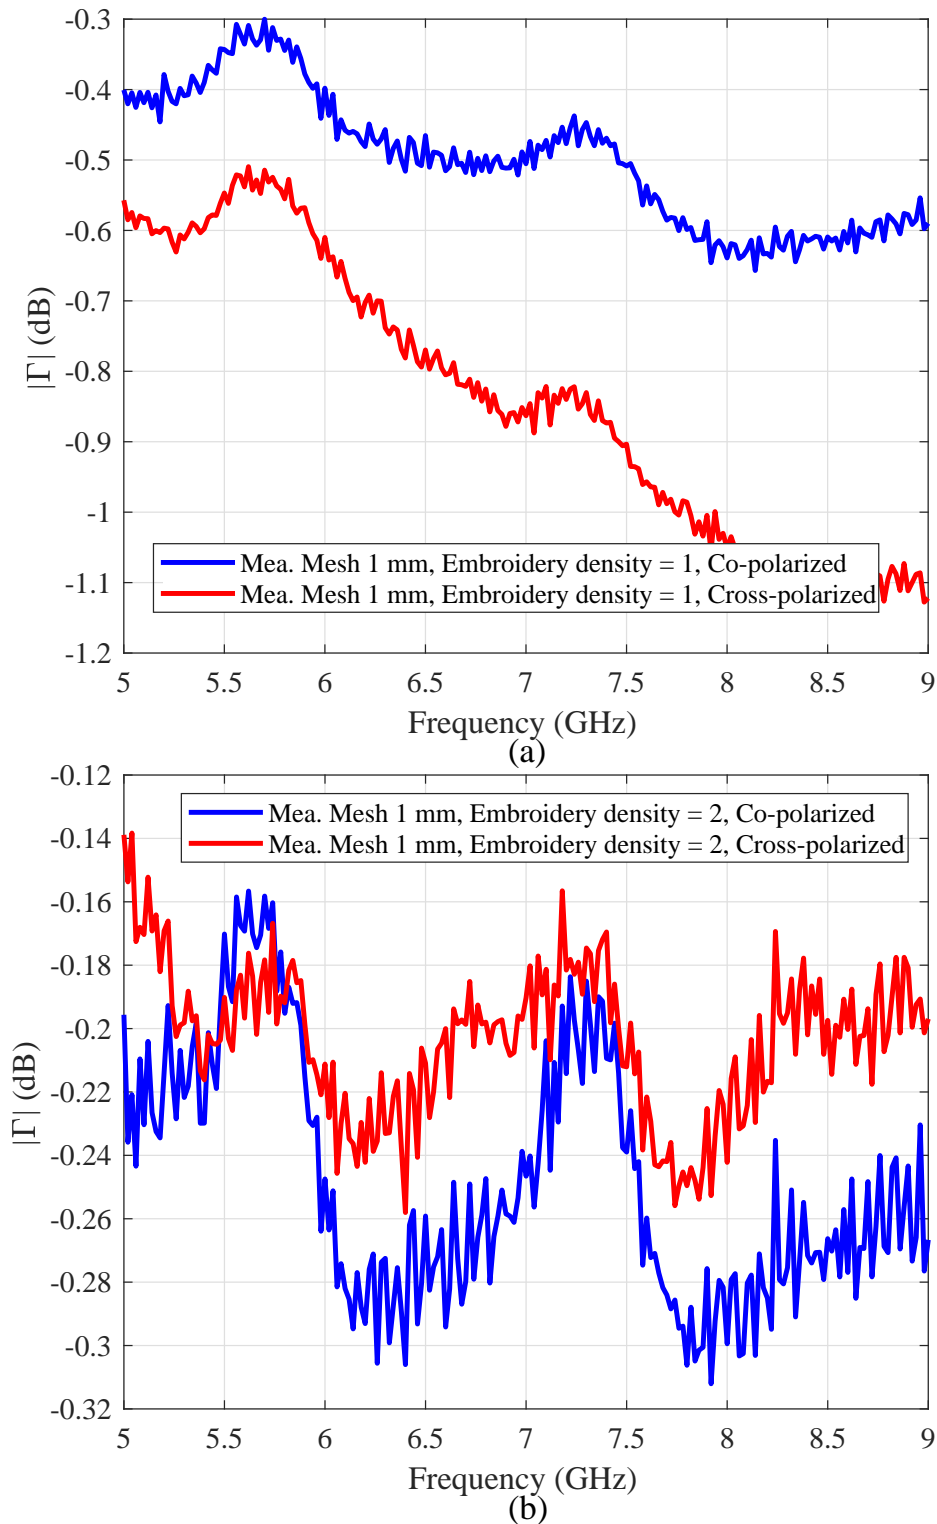 -0.3
-0.4
-0.5
-0.6
-0.7
-0.8
-0.9
-1
-1.1
-1.2
|Γ| (dB)
Mea. Mesh 1 mm, Embroidery density = 1, Co-polarized
Mea. Mesh 1 mm, Embroidery density = 1, Cross-polarized
5 5.5 6 6.5 7 7.5 8 8.5 9
Frequency (GHz)
(a)
-0.12
-0.14
-0.16
-0.18
-0.2
-0.22
-0.24
-0.26
-0.28
-0.3
-0.32
|Γ| (dB)
Mea. Mesh 1 mm, Embroidery density = 2, Co-polarized
Mea. Mesh 1 mm, Embroidery density = 2, Cross-polarized
5 5.5 6 6.5 7 7.5 8 8.5 9
Frequency (GHz)
(b)